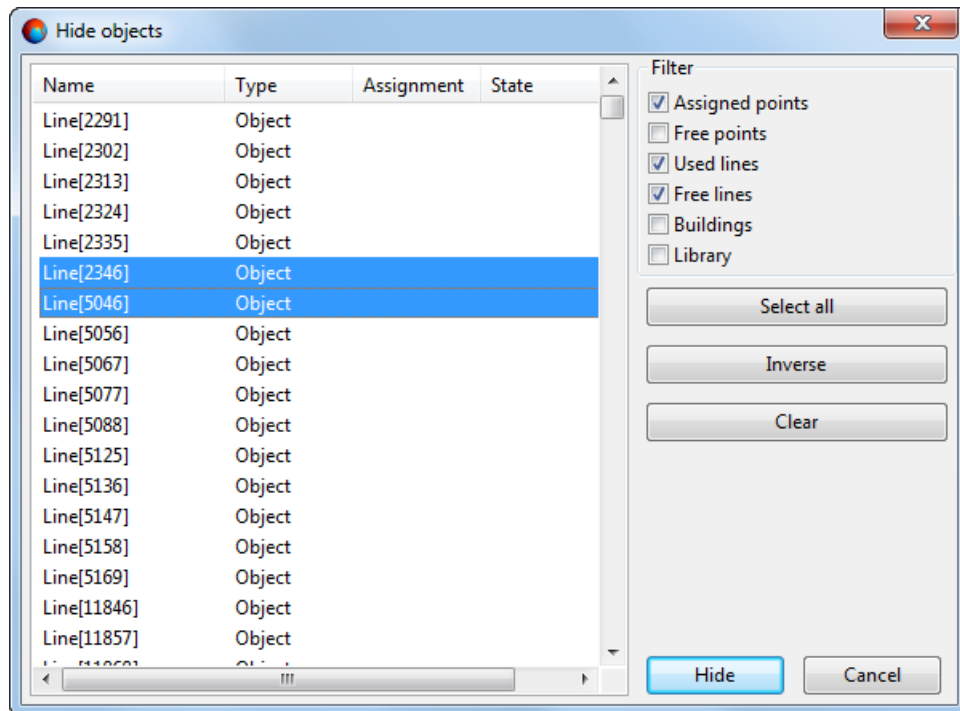 Hide objects
Name Type Assignment State
Line[2291] Object
Line[2302] Object
Line[2313] Object
Line[2324] Object
Line[2335] Object
Line[2346] Object
Line[5046] Object
Line[5056] Object
Line[5067] Object
Line[5077] Object
Line[5088] Object
Line[5125] Object
Line[5136] Object
Line[5147] Object
Line[5158] Object
Line[5169] Object
Line[11846] Object
Line[11857] Object
Filter
Assigned points
Free points
Used lines
Free lines
Buildings
Library
Select all
Inverse
Clear
Hide Cancel